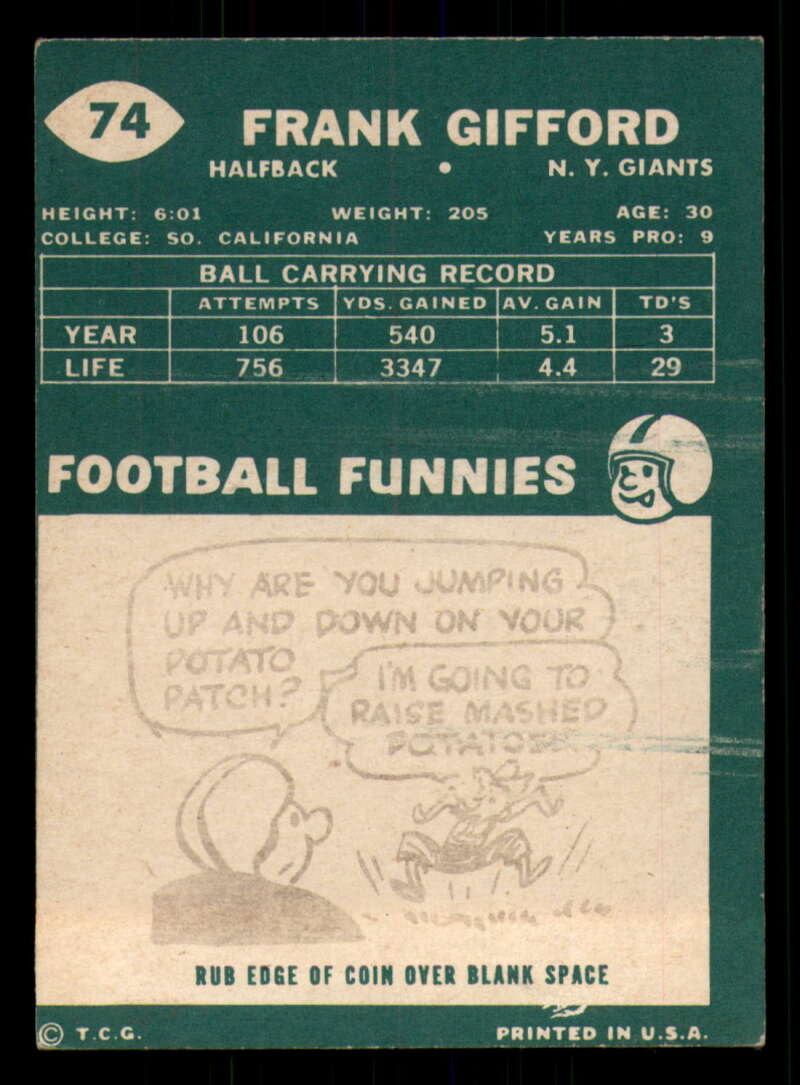 74
FRANK GIFFORD
HALFBACK • N. Y. GIANTS
HEIGHT: 6:01 WEIGHT: 205 AGE: 30
COLLEGE: SO. CALIFORNIA YEARS PRO: 9
BALL CARRYING RECORD
ATTEMPTS YDS. GAINED AV. GAIN TD'S
YEAR 106 540 5.1 3
LIFE 756 3347 4.4 29
FOOTBALL FUNNIES
WHY ARE YOU JUMPING
UP AND DOWN ON YOUR
POTATO
PATCH?
I'M GOING TO
RAISE MASHED
POTATOES
RUB EDGE OF COIN OVER BLANK SPACE
© T.C.G. PRINTED IN U.S.A.